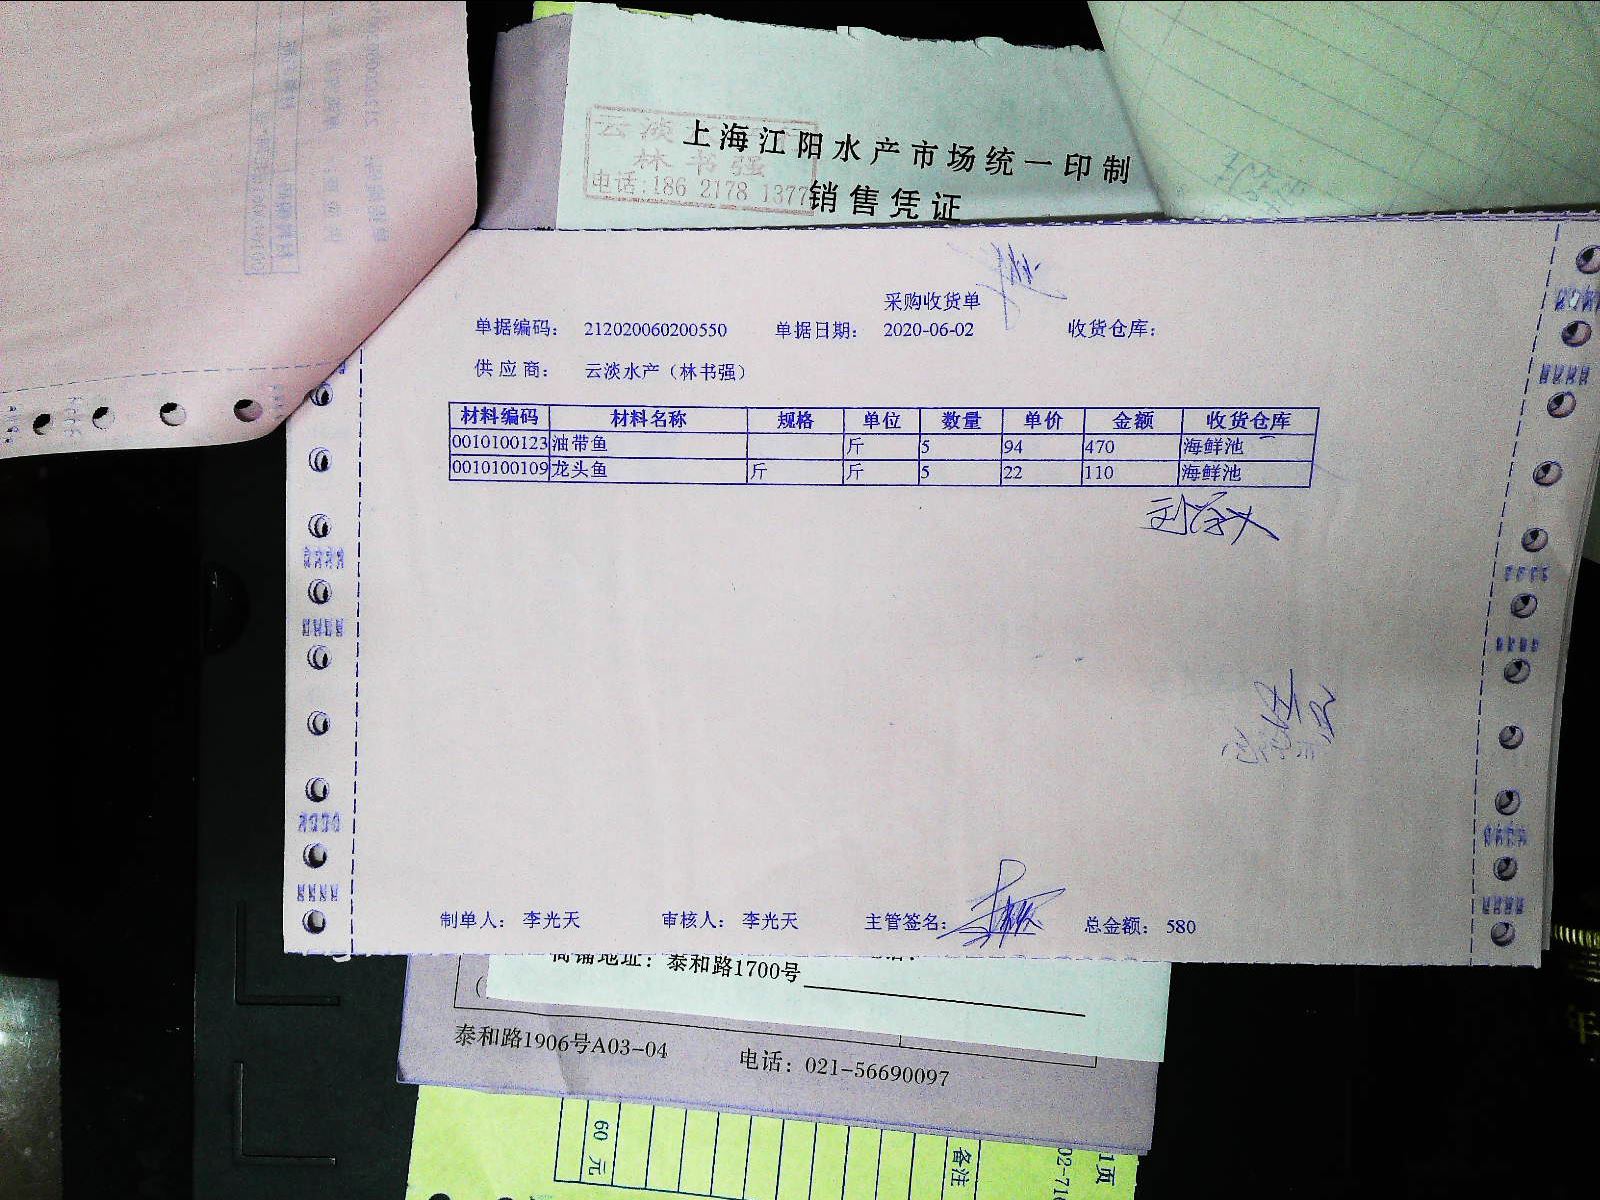 云淡
林书强
电话:186 2178 1377
上海江阳水产市场统一印制
销售凭证
采购收货单
单据编码: 212020060200550 单据日期: 2020-06-02 收货仓库:
供应商: 云淡水产（林书强）
材料编码 材料名称 规格 单位 数量 单价 金额 收货仓库
0010100123 油带鱼 斤 5 94 470 海鲜池
0010100109 龙头鱼 斤 斤 5 22 110 海鲜池
制单人: 李光天 审核人: 李光天 主管签名: 总金额: 580
商铺地址: 泰和路1700号
泰和路1906号A03-04 电话: 021-56690097
60 元
备注
1页